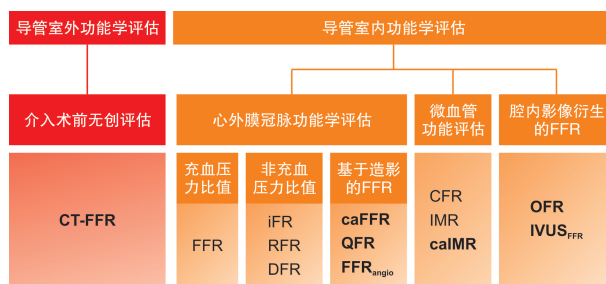 导管室外功能学评估
导管室内功能学评估
介入术前无创评估
心外膜冠脉功能学评估
微血管
功能评估
腔内影像衍生
的FFR
CT-FFR
充血压
力比值
非充血
压力比值
基于造影
的FFR
FFR
iFR
RFR
DFR
caFFR
QFR
FFRangio
CFR
IMR
caIMR
OFR
IVUSFFR